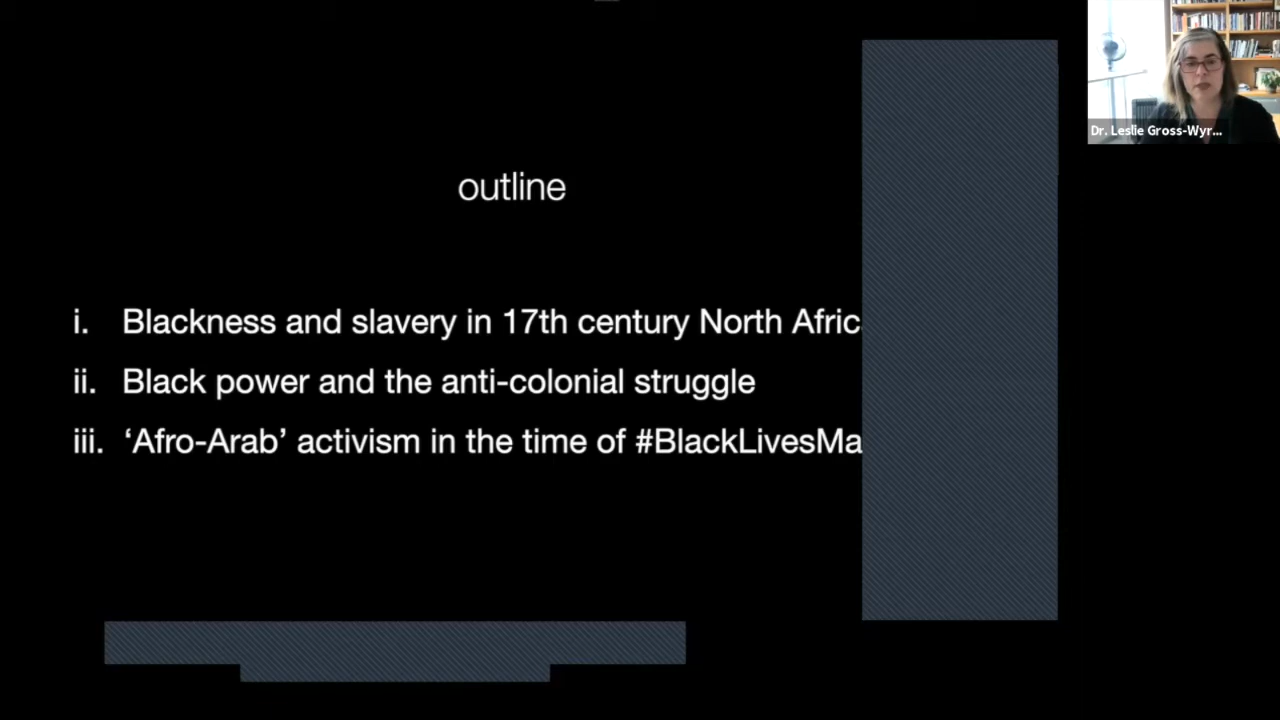 outline
i. Blackness and slavery in 17th century North Afric
ii. Black power and the anti-colonial struggle
iii. ‘Afro-Arab’ activism in the time of #BlackLivesMa
Dr. Leslie Gross-Wyr...